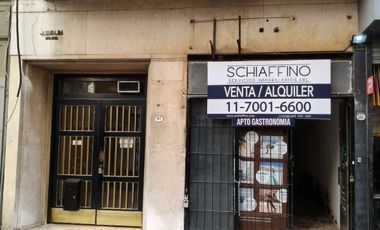 SCHIAFFINO
SERVICIOS INMOBILIARIOS SRL.
VENTA / ALQUILER
11-7001-6600
APTO GASTRONOMIA